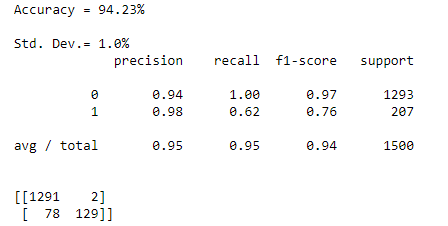 Accuracy = 94.23%
Std. Dev.= 1.0%
precision recall f1-score support
0 0.94 1.00 0.97 1293
1 0.98 0.62 0.76 207
avg / total 0.95 0.95 0.94 1500
[[1291 2]
[ 78 129]]